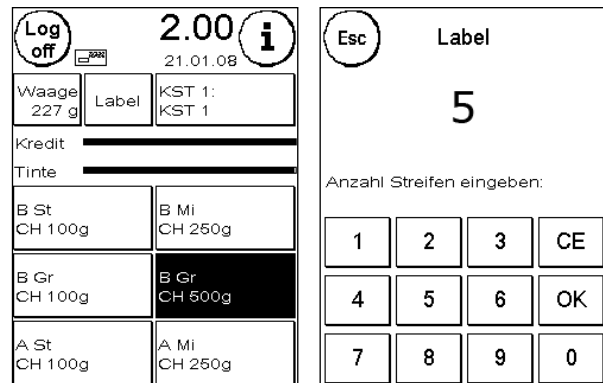 Log
off
2.00
i
21.01.08
Waage
227 g
Label
KST 1:
KST 1
Kredit
Tinte
B St
CH 100g
B Mi
CH 250g
B Gr
CH 100g
B Gr
CH 500g
A St
CH 100g
A Mi
CH 250g
Esc
Label
5
Anzahl Streifen eingeben:
1 2 3 CE
4 5 6 OK
7 8 9 0